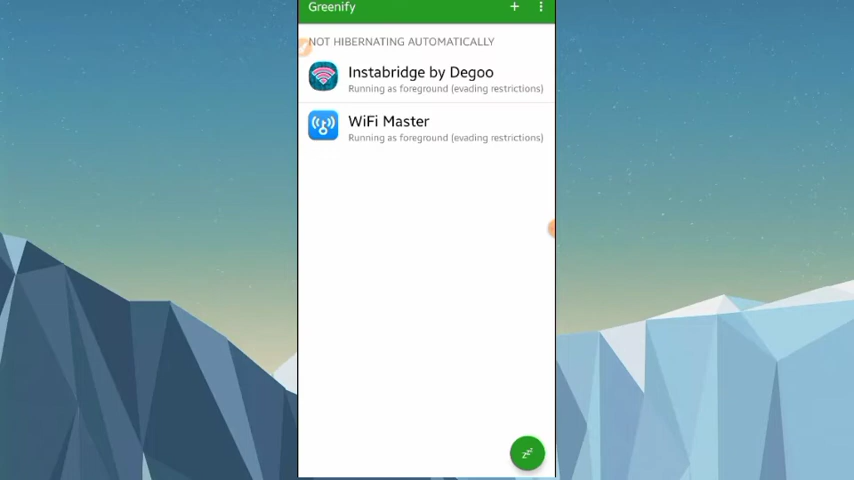 Greenify
NOT HIBERNATING AUTOMATICALLY
Instabridge by Degoo
Running as foreground (evading restrictions)
WiFi Master
Running as foreground (evading restrictions)
zzz